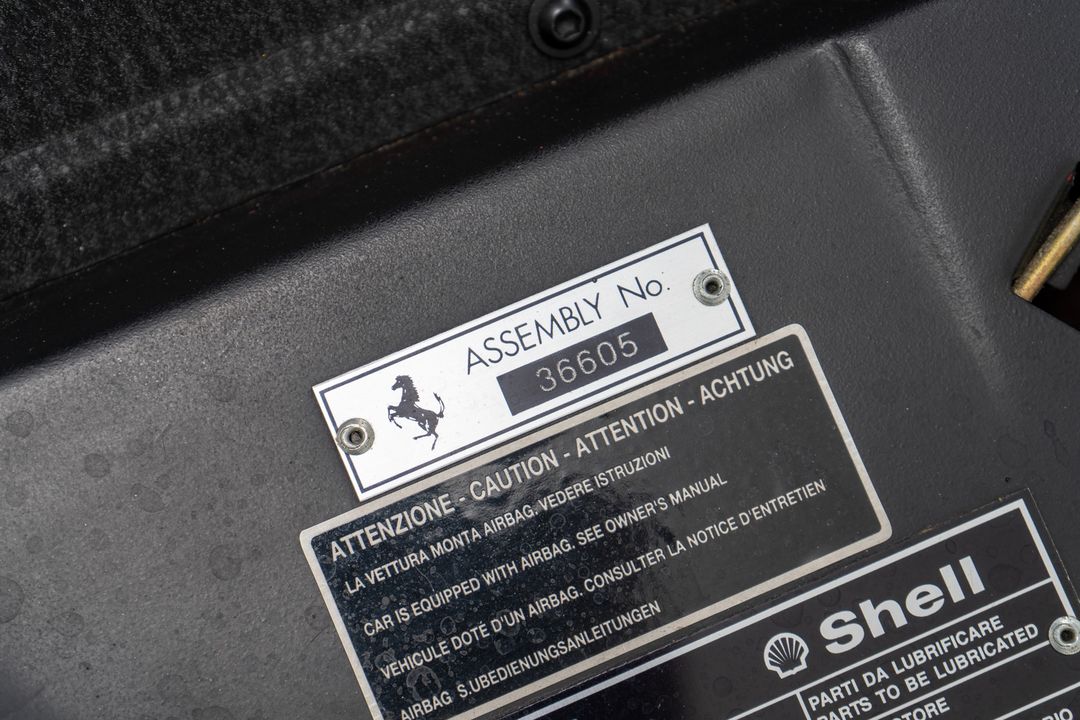 ASSEMBLY No.
36605
ATTENZIONE - CAUTION - ATTENTION - ACHTUNG
LA VETTURA MONTA AIRBAG. VEDERE ISTRUZIONI
CAR IS EQUIPPED WITH AIRBAG. SEE OWNER'S MANUAL
VEHICULE DOTÉ D'UN AIRBAG. CONSULTER LA NOTICE D'ENTRETIEN
AIRBAG S.UBEDIENUNGSANLEITUNGEN
Shell
PARTI DA LUBRIFICARE
PARTS TO BE LUBRICATED